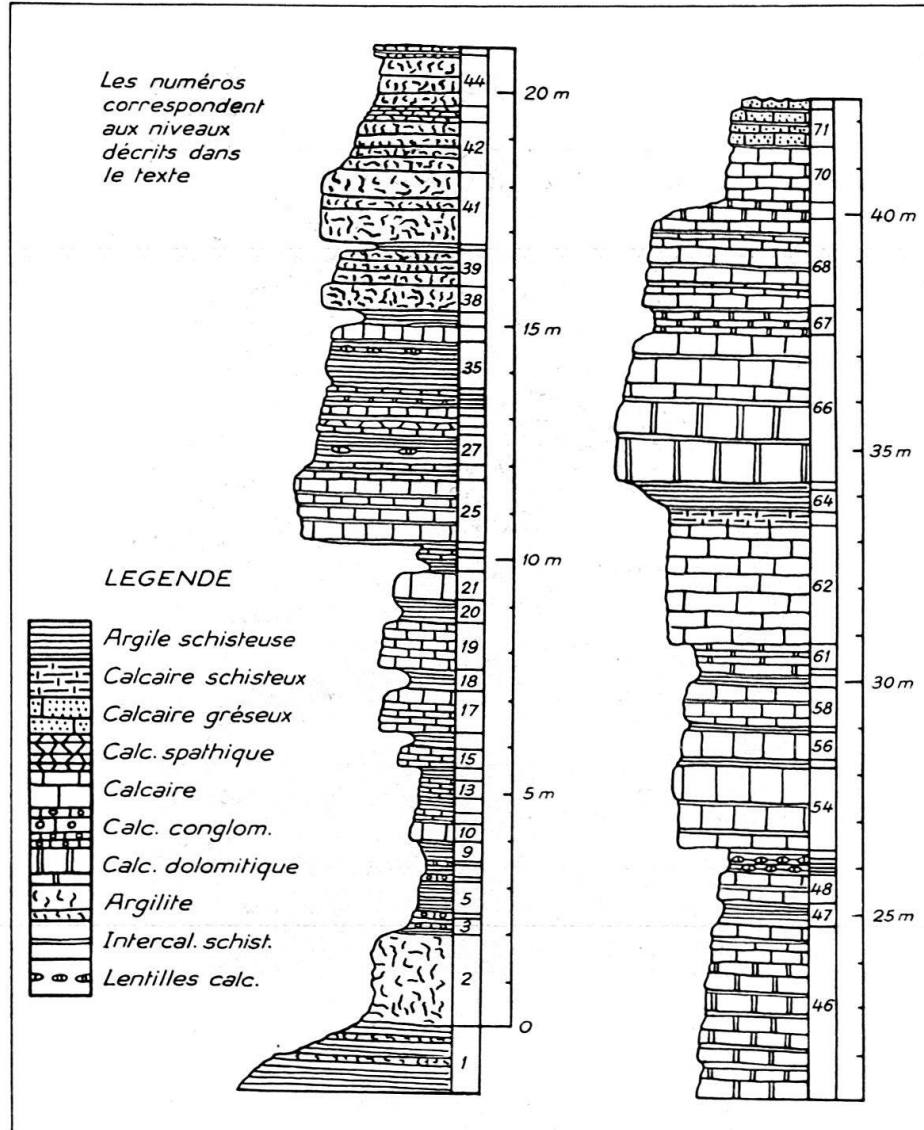 Les numéros
correspondent
aux niveaux
décrits dans
le texte
44
42
41
39
38
35
27
25
21
20
19
18
17
15
13
10
9
5
3
2
1
20 m
15 m
10 m
5 m
0
LEGENDE
Argile schisteuse
Calcaire schisteux
Calcaire gréseux
Calc. spathique
Calcaire
Calc. conglom.
Calc. dolomitique
Argilite
Intercal. schist.
Lentilles calc.
71
70
68
67
66
64
62
61
58
56
54
48
47
46
40 m
35 m
30 m
25 m